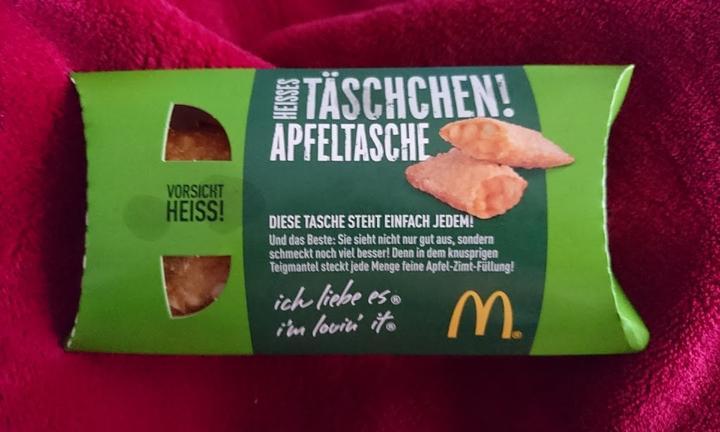 HEISSES
TÄSCHCHEN!
APFELTASCHE
VORSICHT
HEISS!
DIESE TASCHE STEHT EINFACH JEDEM!
Und das Beste: Sie sieht nicht nur gut aus, sondern
schmeckt noch viel besser! Denn in dem knusprigen
Teigmantel steckt jede Menge feine Apfel-Zimt-Füllung!
ich liebe es®
i'm lovin' it®
M®